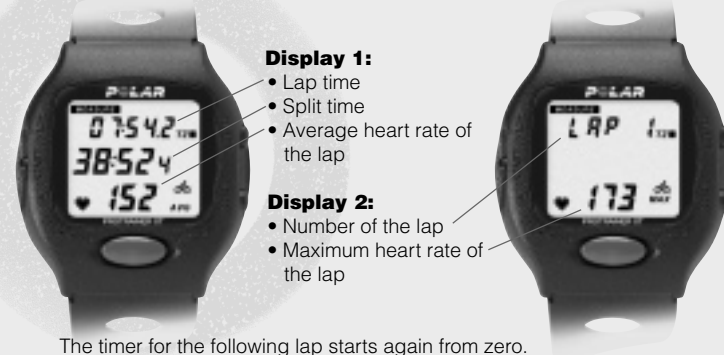 Display 1:
• Lap time
• Split time
• Average heart rate of
the lap
Display 2:
• Number of the lap
• Maximum heart rate of
the lap
POLAR
MEASURE
07:54.2
38:52 4
152
AVG
POLAR
MEASURE
LAP 1
173
MAX
The timer for the following lap starts again from zero.